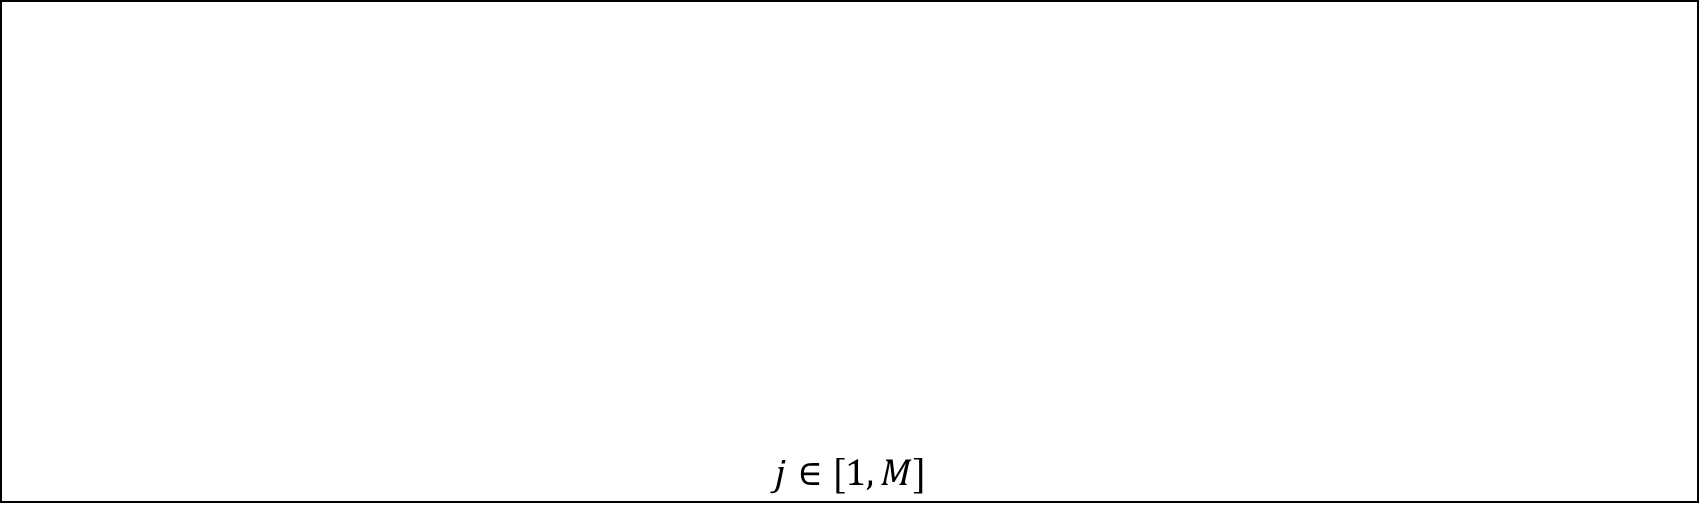 j ∈ [1, M]